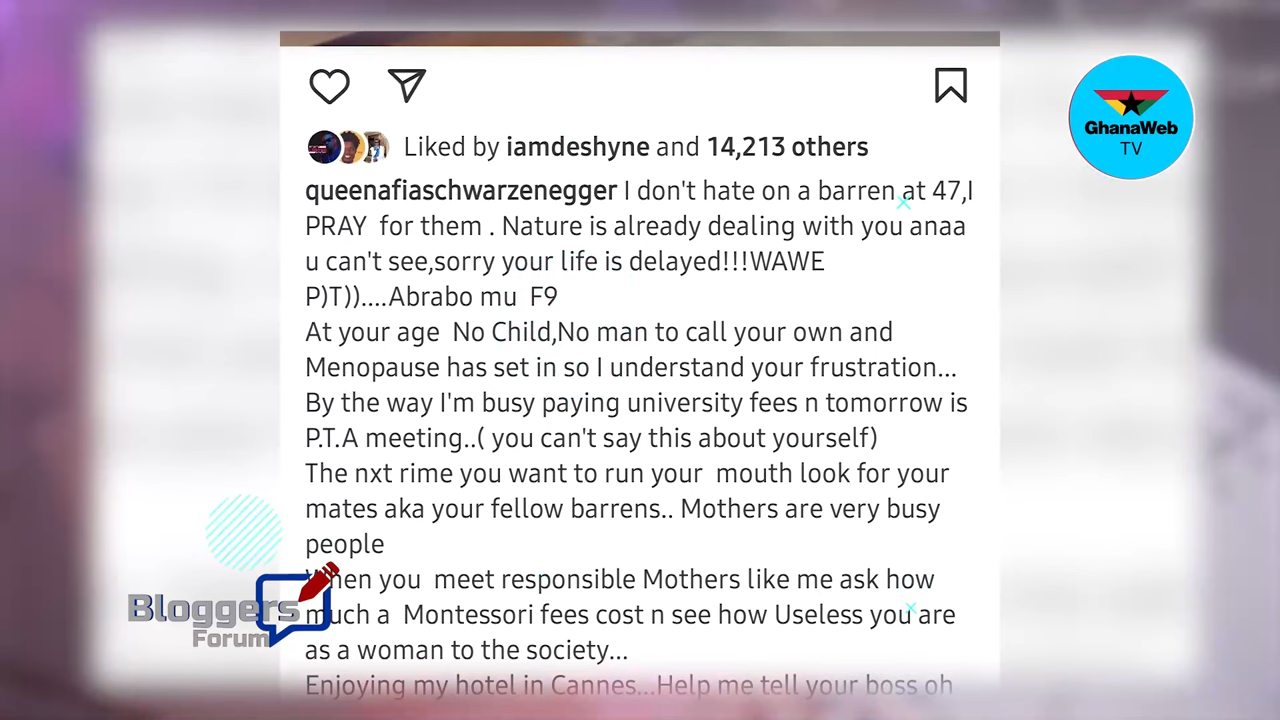 GhanaWeb
TV
Liked by iamdeshyne and 14,213 others
queenafiaschwarzenegger I don't hate on a barren at 47,I
PRAY  for them . Nature is already dealing with you anaa
u can't see,sorry your life is delayed!!!WAWE
P)T))....Abrabo mu  F9
At your age  No Child,No man to call your own and
Menopause has set in so I understand your frustration...
By the way I'm busy paying university fees n tomorrow is
P.T.A meeting..( you can't say this about yourself)
The nxt rime you want to run your  mouth look for your
mates aka your fellow barrens.. Mothers are very busy
people
When you  meet responsible Mothers like me ask how
much a  Montessori fees cost n see how Useless you are
as a woman to the society...
Enjoying my hotel in Cannes...Help me tell your boss oh
Bloggers
Forum